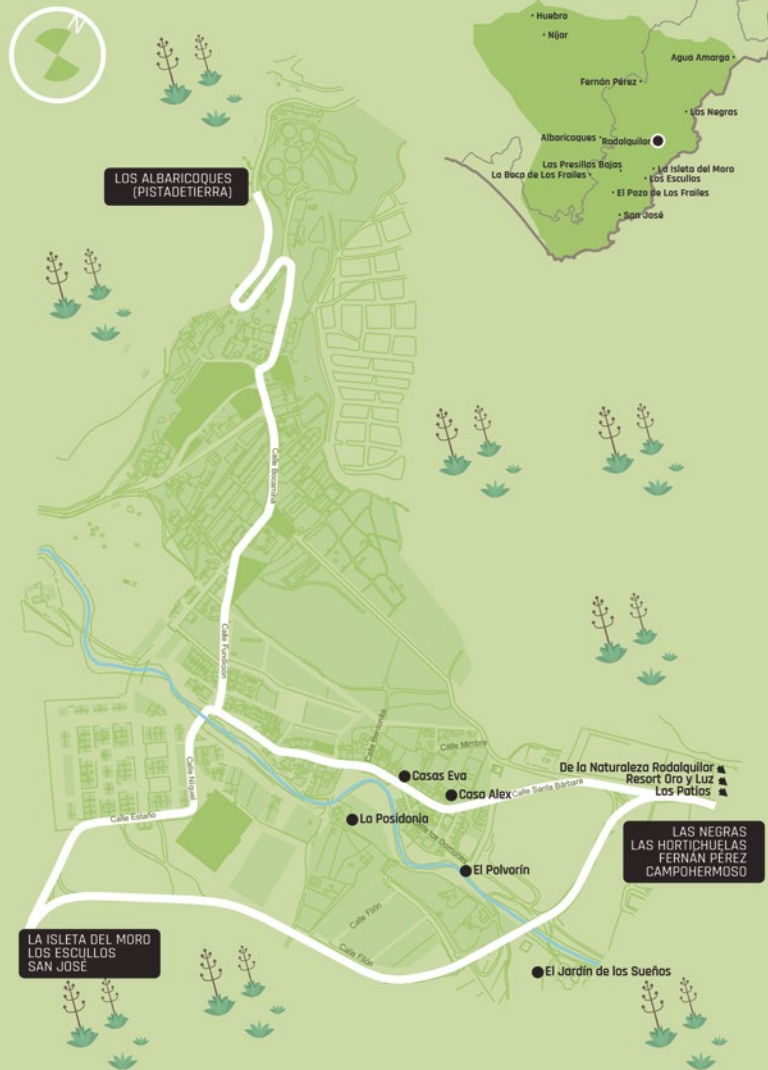 N
Huebro
Níjar
Agua Amarga
Fernán Pérez
Las Negras
Albaricoques
Rodalquilar
Las Presillas Bajas
La Isleta del Moro
La Boca de Los Frailes
Los Escullos
El Pozo de Los Frailes
San José
LOS ALBARICOQUES
(PISTADETIERRA)
Calle Bocamina
Calle Fundición
Calle Bentonita
Calle Mimbre
Calle Níquel
De la Naturaleza Rodalquilar
Resort Oro y Luz
Los Patios
Casas Eva
Casa Alex
Calle Santa Bárbara
Calle Estaño
La Posidonia
LAS NEGRAS
LAS HORTICHUELAS
FERNÁN PÉREZ
CAMPOHERMOSO
El Polvorín
Calle Filón
Calle Filón
LA ISLETA DEL MORO
LOS ESCULLOS
SAN JOSÉ
El Jardín de los Sueños